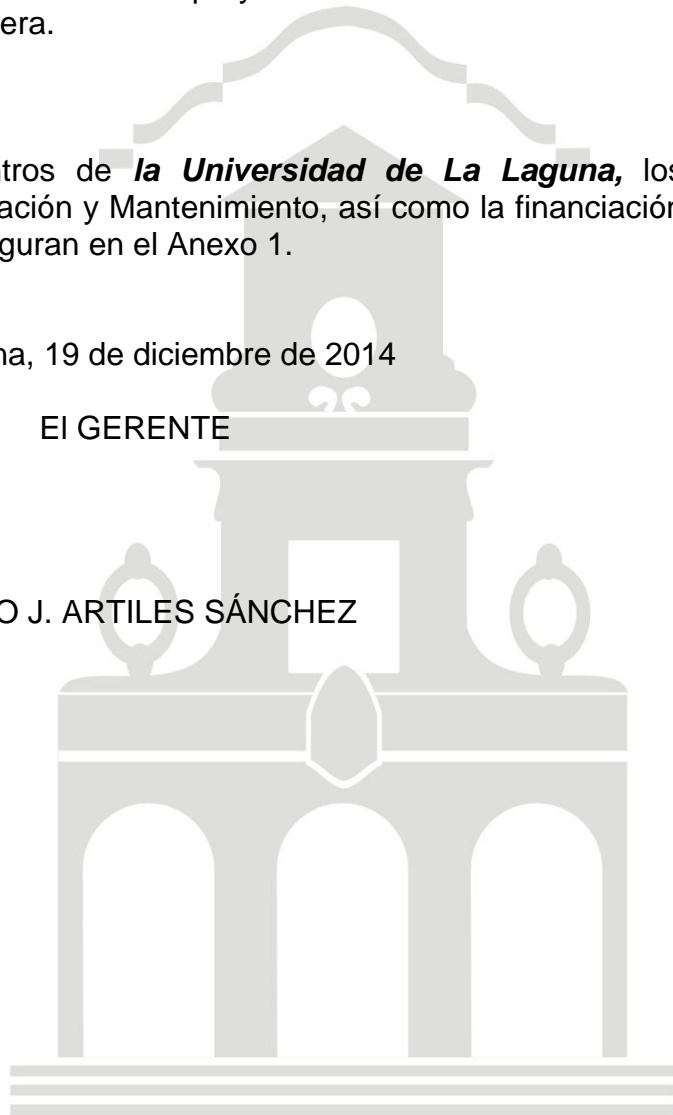 era.
ntros de la Universidad de La Laguna, los
ación y Mantenimiento, así como la financiación
guran en el Anexo 1.
na, 19 de diciembre de 2014
El GERENTE
O J. ARTILES SÁNCHEZ